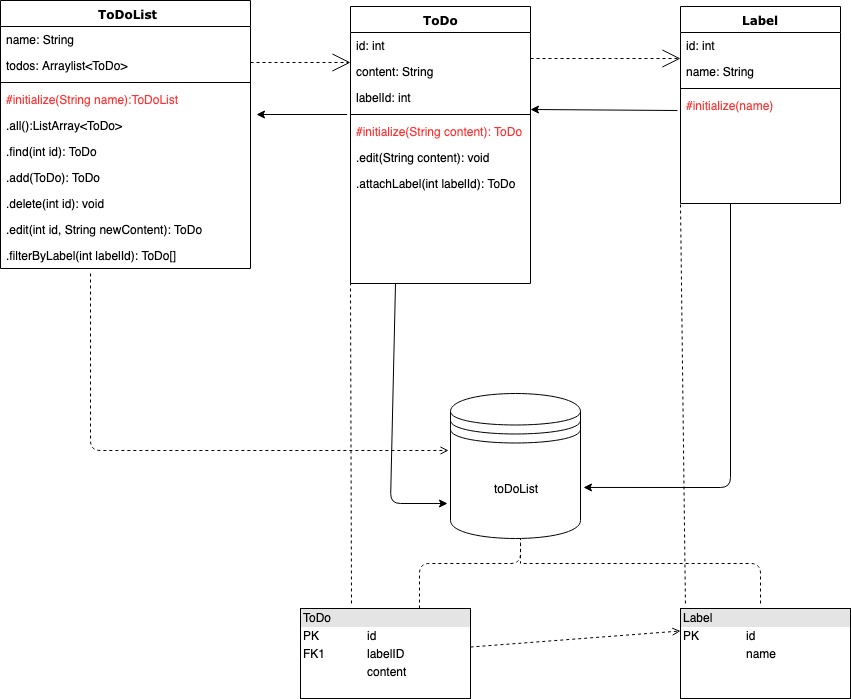 ToDoList
name: String
todos: Arraylist<ToDo>
#initialize(String name):ToDoList
.all():ListArray<ToDo>
.find(int id): ToDo
.add(ToDo): ToDo
.delete(int id): void
.edit(int id, String newContent): ToDo
.filterByLabel(int labelId): ToDo[]
ToDo
id: int
content: String
labelId: int
#initialize(String content): ToDo
.edit(String content): void
.attachLabel(int labelId): ToDo
Label
id: int
name: String
#initialize(name)
toDoList
ToDo
PK id
FK1 labelID
content
Label
PK id
name